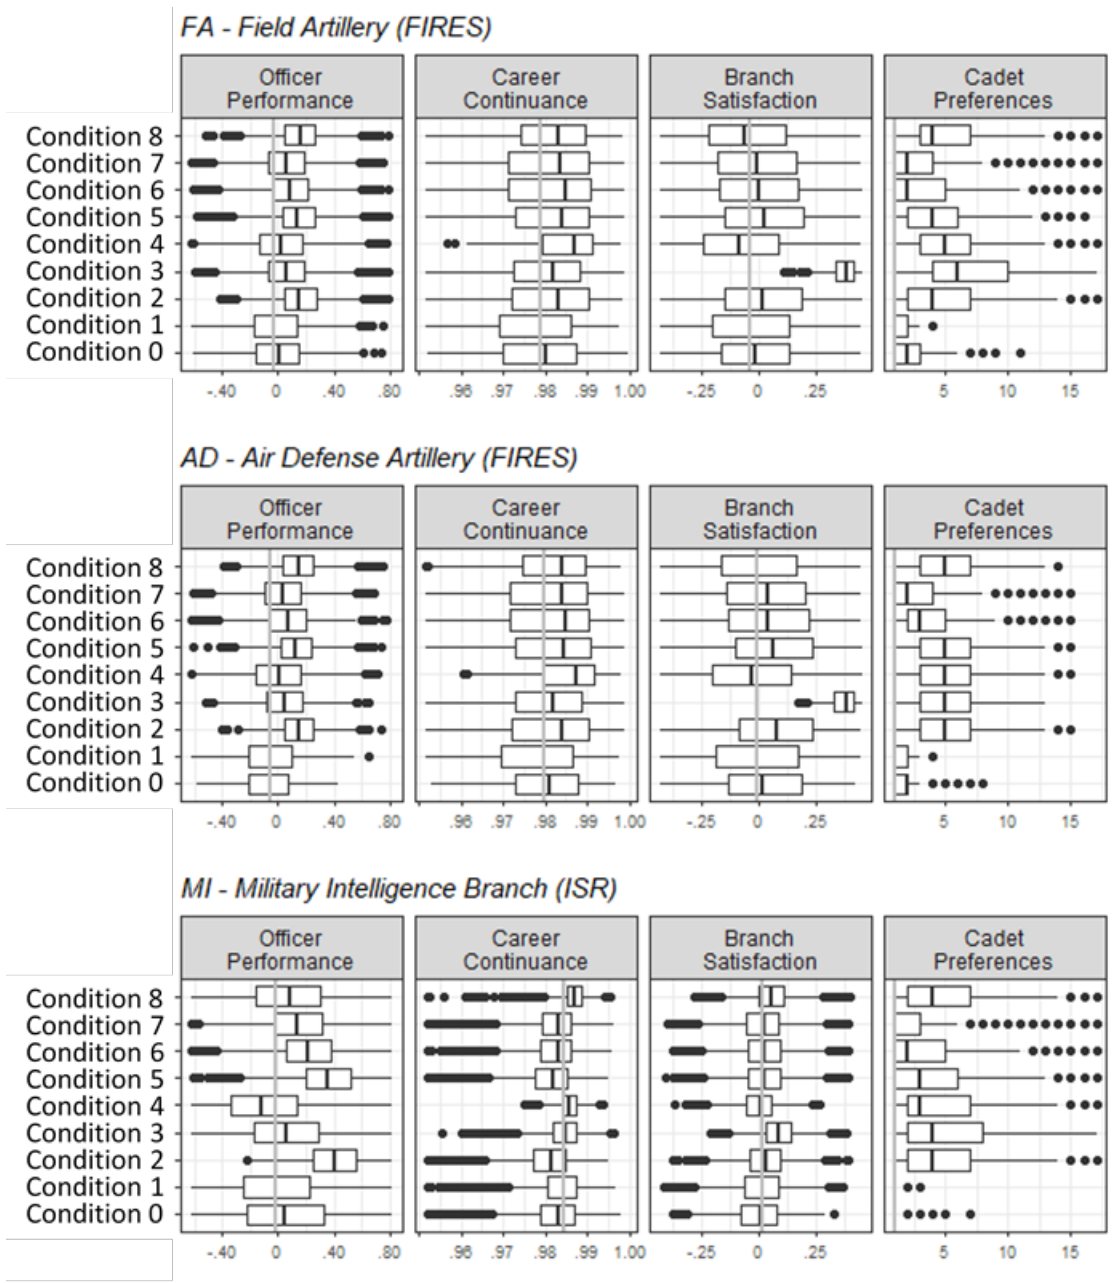 FA - Field Artillery (FIRES)
Officer Performance
Career Continuance
Branch Satisfaction
Cadet Preferences
Condition 8
Condition 7
Condition 6
Condition 5
Condition 4
Condition 3
Condition 2
Condition 1
Condition 0
-.40 0 .40 .80 .96 .97 .98 .99 1.00 -.25 0 .25 5 10 15
AD - Air Defense Artillery (FIRES)
Officer Performance
Career Continuance
Branch Satisfaction
Cadet Preferences
Condition 8
Condition 7
Condition 6
Condition 5
Condition 4
Condition 3
Condition 2
Condition 1
Condition 0
-.40 0 .40 .80 .96 .97 .98 .99 1.00 -.25 0 .25 5 10 15
MI - Military Intelligence Branch (ISR)
Officer Performance
Career Continuance
Branch Satisfaction
Cadet Preferences
Condition 8
Condition 7
Condition 6
Condition 5
Condition 4
Condition 3
Condition 2
Condition 1
Condition 0
-.40 0 .40 .80 .96 .97 .98 .99 1.00 -.25 0 .25 5 10 15